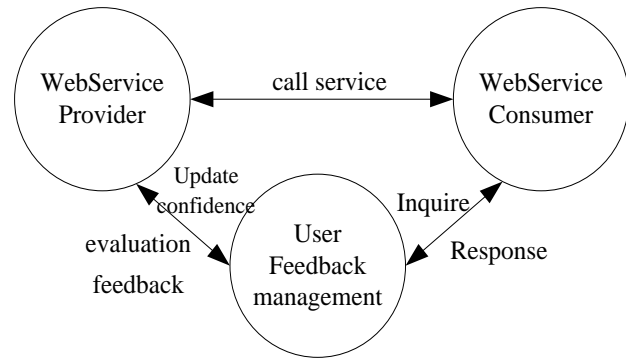 WebService
Provider
call service
WebService
Consumer
Update
confidence
evaluation
feedback
User
Feedback
management
Inquire
Response